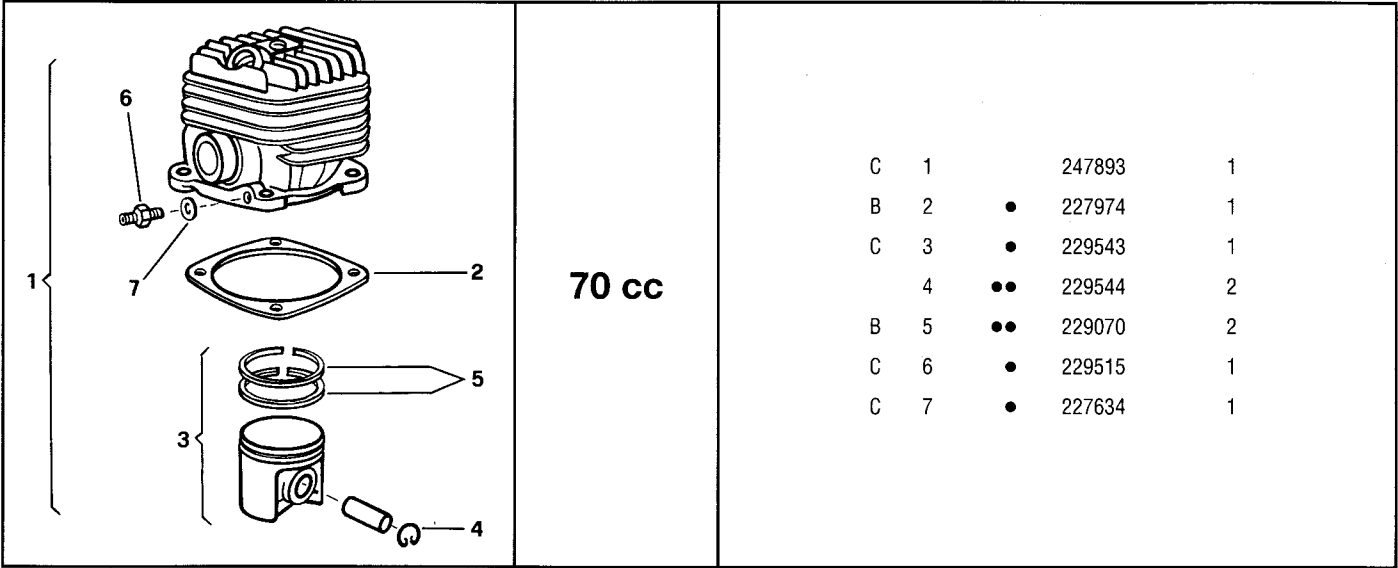 6
1
7
2
5
3
4
70 cc
C 1 247893 1
B 2 • 227974 1
C 3 • 229543 1
4 •• 229544 2
B 5 •• 229070 2
C 6 • 229515 1
C 7 • 227634 1